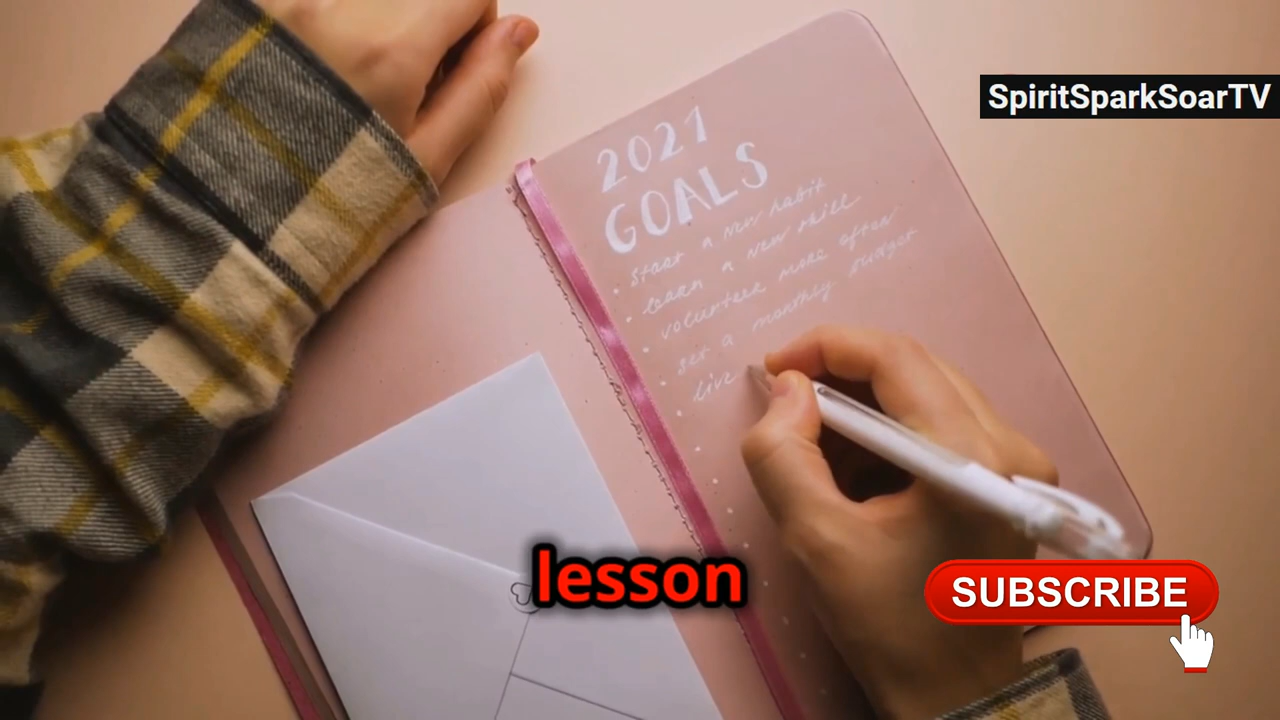 SpiritSparkSoarTV
2021
GOALS
start a new habit
learn a new skill
volunteer more often
set a monthly budget
live
lesson
SUBSCRIBE